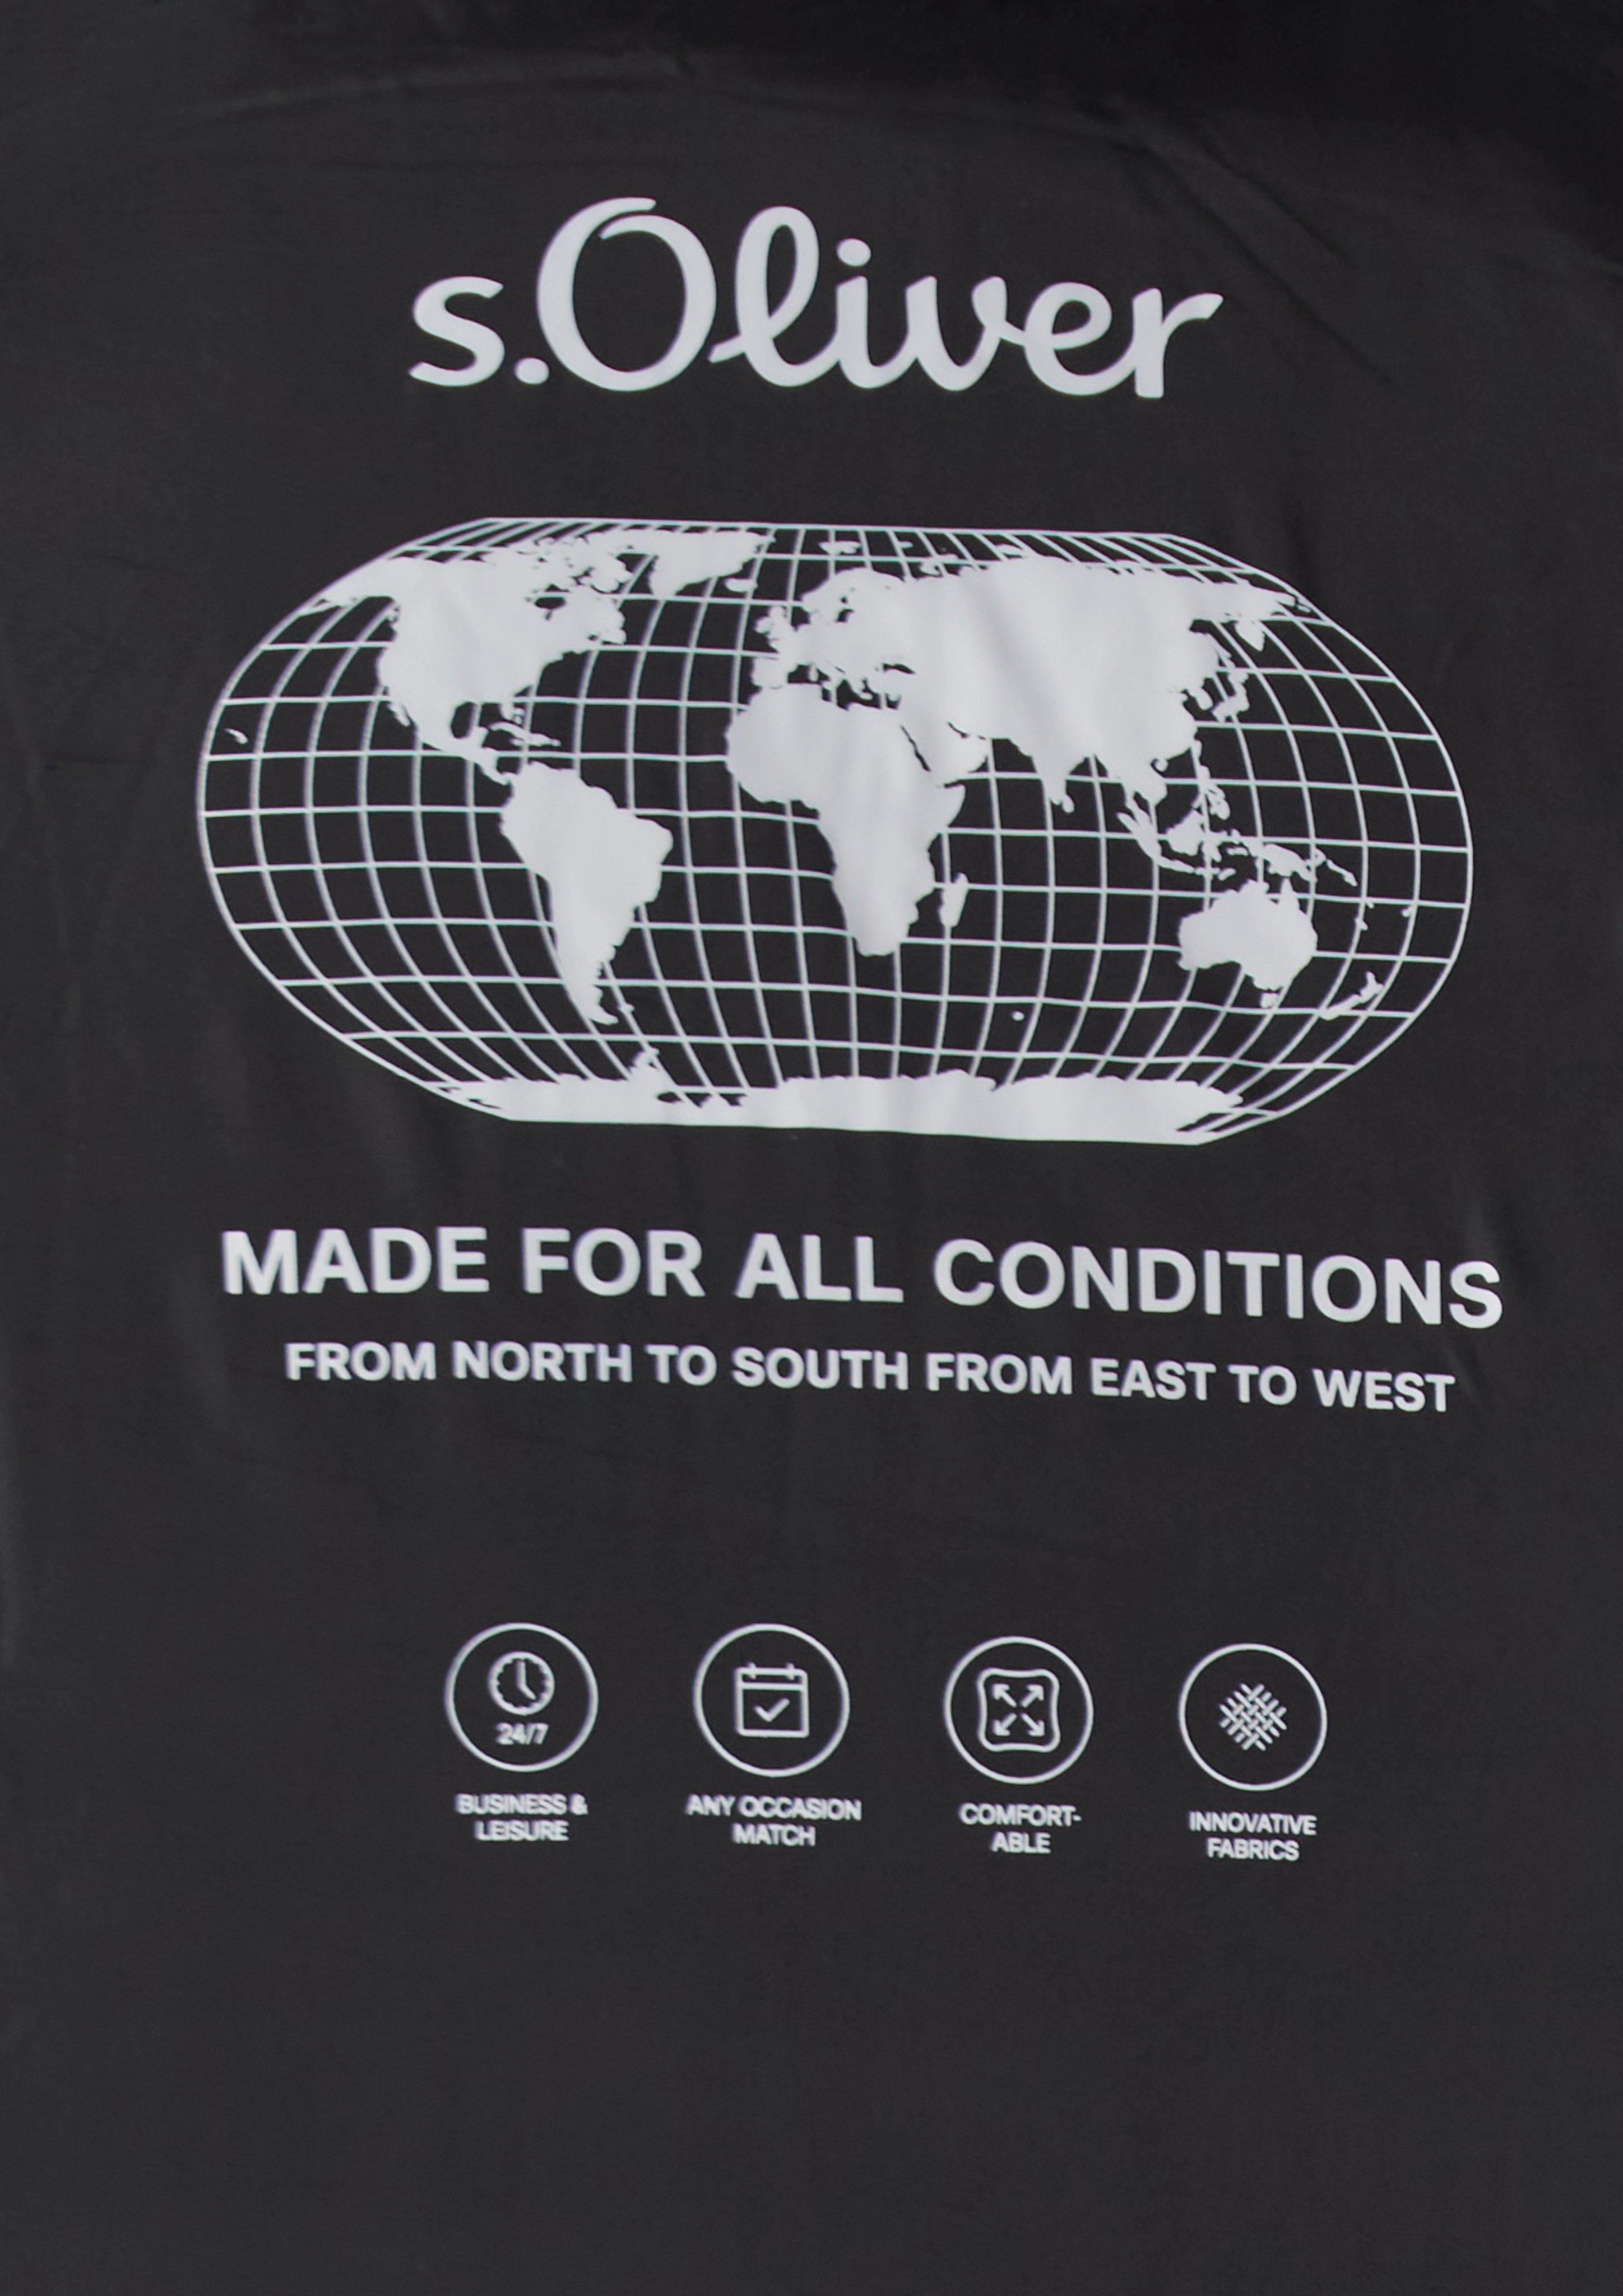 s.Oliver
MADE FOR ALL CONDITIONS
FROM NORTH TO SOUTH FROM EAST TO WEST
24/7
BUSINESS &
LEISURE
ANY OCCASION
MATCH
COMFORT-
ABLE
INNOVATIVE
FABRICS